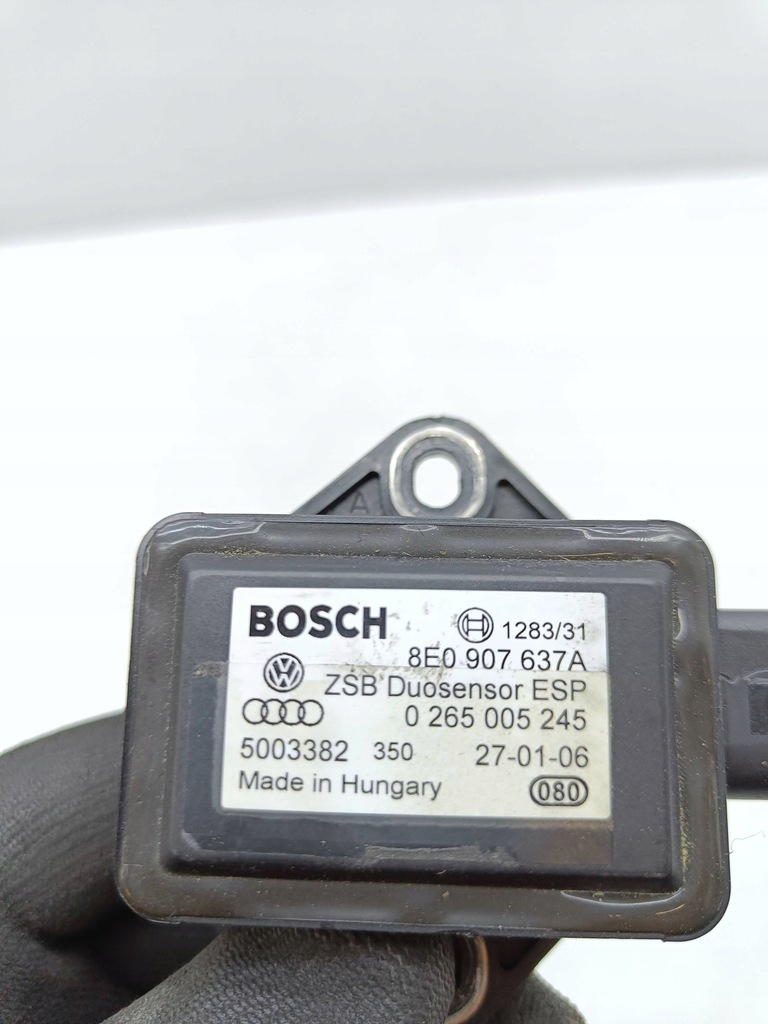 A
BOSCH 1283/31
8E0 907 637A
ZSB Duosensor ESP
0 265 005 245
5003382 350 27-01-06
Made in Hungary 080